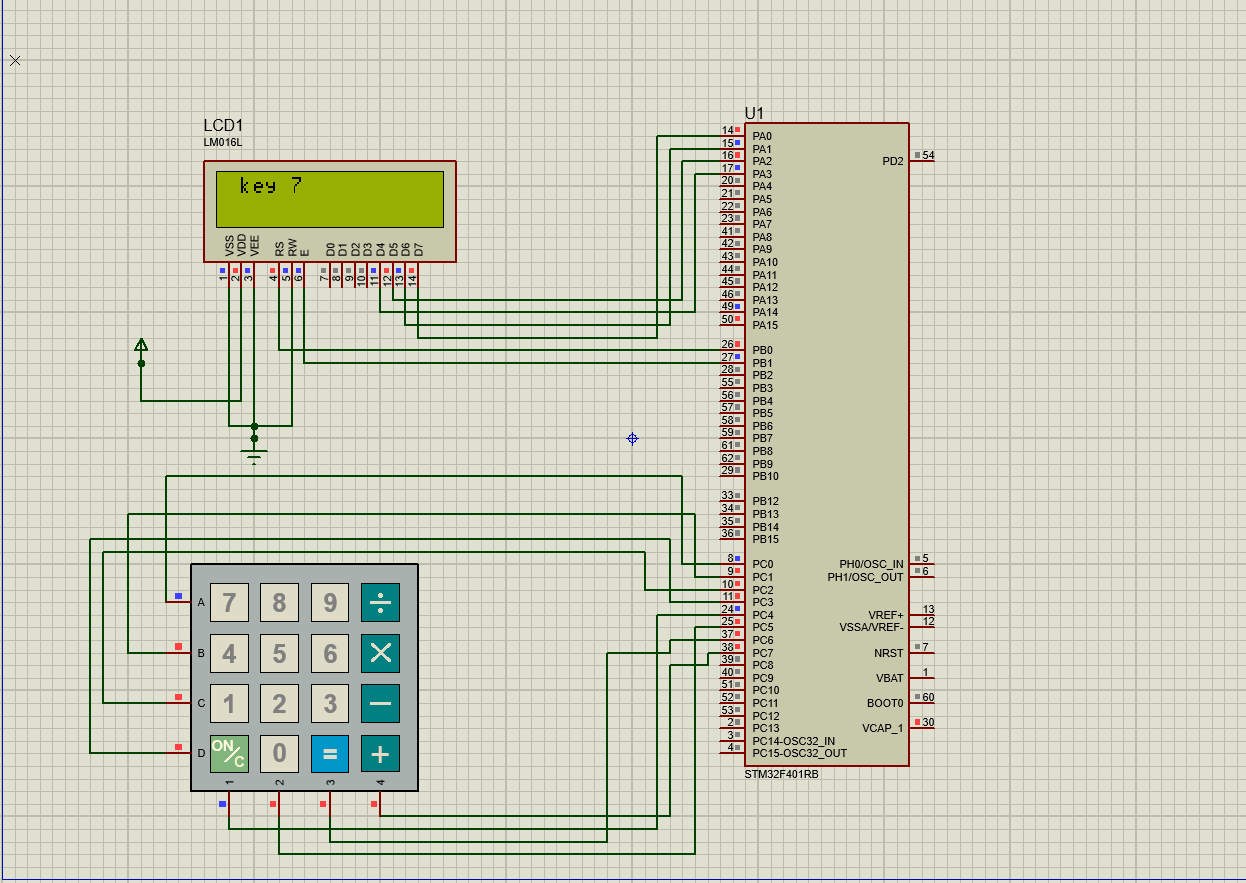 LCD1
LM016L
key 7
VSS VDD VEE RS RW E D0 D1 D2 D3 D4 D5 D6 D7
1 2 3 4 5 6 7 8 9 10 11 12 13 14
U1
14 PA0
15 PA1
16 PA2
17 PA3
20 PA4
21 PA5
22 PA6
23 PA7
41 PA8
42 PA9
43 PA10
44 PA11
45 PA12
46 PA13
49 PA14
50 PA15
26 PB0
27 PB1
28 PB2
55 PB3
56 PB4
57 PB5
58 PB6
59 PB7
61 PB8
62 PB9
29 PB10
33 PB12
34 PB13
35 PB14
36 PB15
8 PC0
9 PC1
10 PC2
11 PC3
24 PC4
25 PC5
37 PC6
38 PC7
39 PC8
40 PC9
51 PC10
52 PC11
53 PC12
2 PC13
3 PC14-OSC32_IN
4 PC15-OSC32_OUT
PD2 54
PH0/OSC_IN 5
PH1/OSC_OUT 6
VREF+ 13
VSSA/VREF- 12
NRST 7
VBAT 1
BOOT0 60
VCAP_1 30
STM32F401RB
A 7 8 9 ÷
B 4 5 6 ×
C 1 2 3 −
D ON/C 0 = +
1 2 3 4